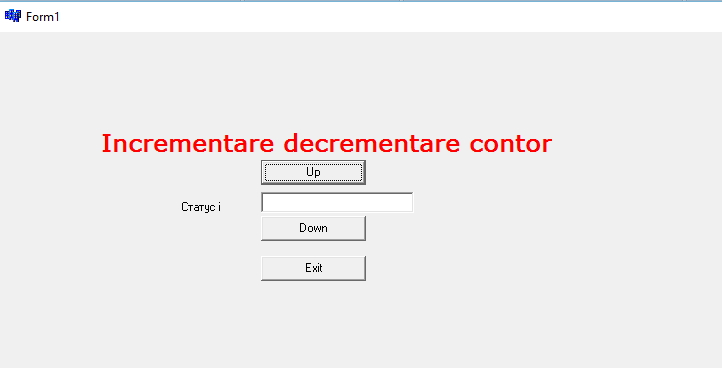 Form1
Incrementare decrementare contor
Up
Статус i
Down
Exit